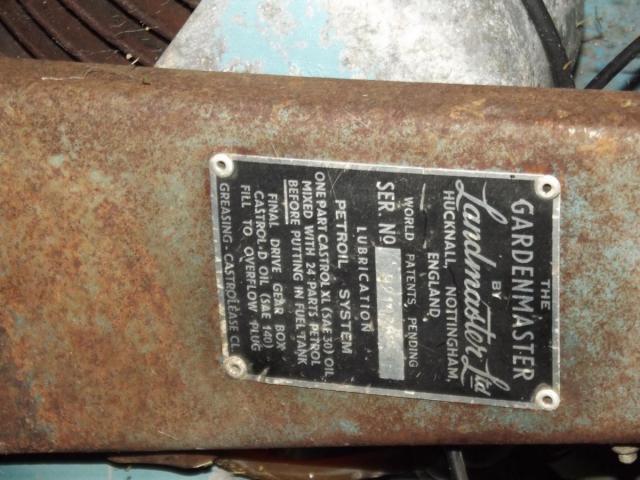 THE
GARDENMASTER
BY
Landmaster Ltd
HUCKNALL, NOTTINGHAM,
ENGLAND
WORLD PATENTS PENDING
SER NO
LUBRICATION
PETROIL SYSTEM
ONE PART CASTROL XL (SAE 30) OIL
MIXED WITH 24 PARTS PETROL
BEFORE PUTTING IN FUEL TANK
FINAL DRIVE GEAR BOX
CASTROL·D OIL (SAE 140)
FILL TO OVERFLOW PLUG
GREASING - CASTROLEASE CL